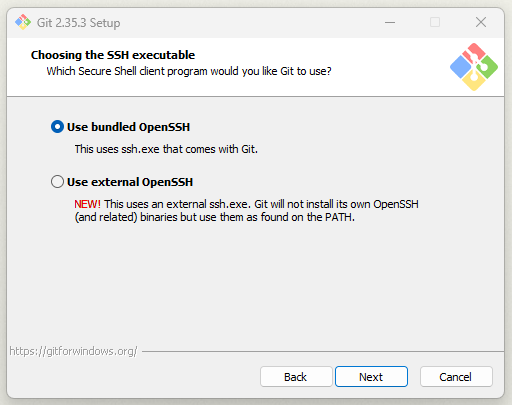 Git 2.35.3 Setup
Choosing the SSH executable
Which Secure Shell client program would you like Git to use?
Use bundled OpenSSH
This uses ssh.exe that comes with Git.
Use external OpenSSH
NEW! This uses an external ssh.exe. Git will not install its own OpenSSH
(and related) binaries but use them as found on the PATH.
https://gitforwindows.org/
Back Next Cancel